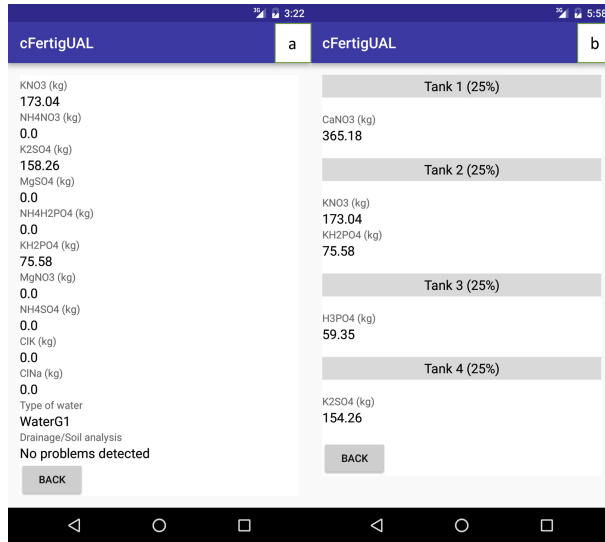 3G 3:22
cFertigUAL
a
KNO3 (kg)
173.04
NH4NO3 (kg)
0.0
K2SO4 (kg)
158.26
MgSO4 (kg)
0.0
NH4H2PO4 (kg)
0.0
KH2PO4 (kg)
75.58
MgNO3 (kg)
0.0
NH4SO4 (kg)
0.0
ClK (kg)
0.0
ClNa (kg)
0.0
Type of water
WaterG1
Drainage/Soil analysis
No problems detected
BACK
3G 5:58
cFertigUAL
b
Tank 1 (25%)
CaNO3 (kg)
365.18
Tank 2 (25%)
KNO3 (kg)
173.04
KH2PO4 (kg)
75.58
Tank 3 (25%)
H3PO4 (kg)
59.35
Tank 4 (25%)
K2SO4 (kg)
154.26
BACK